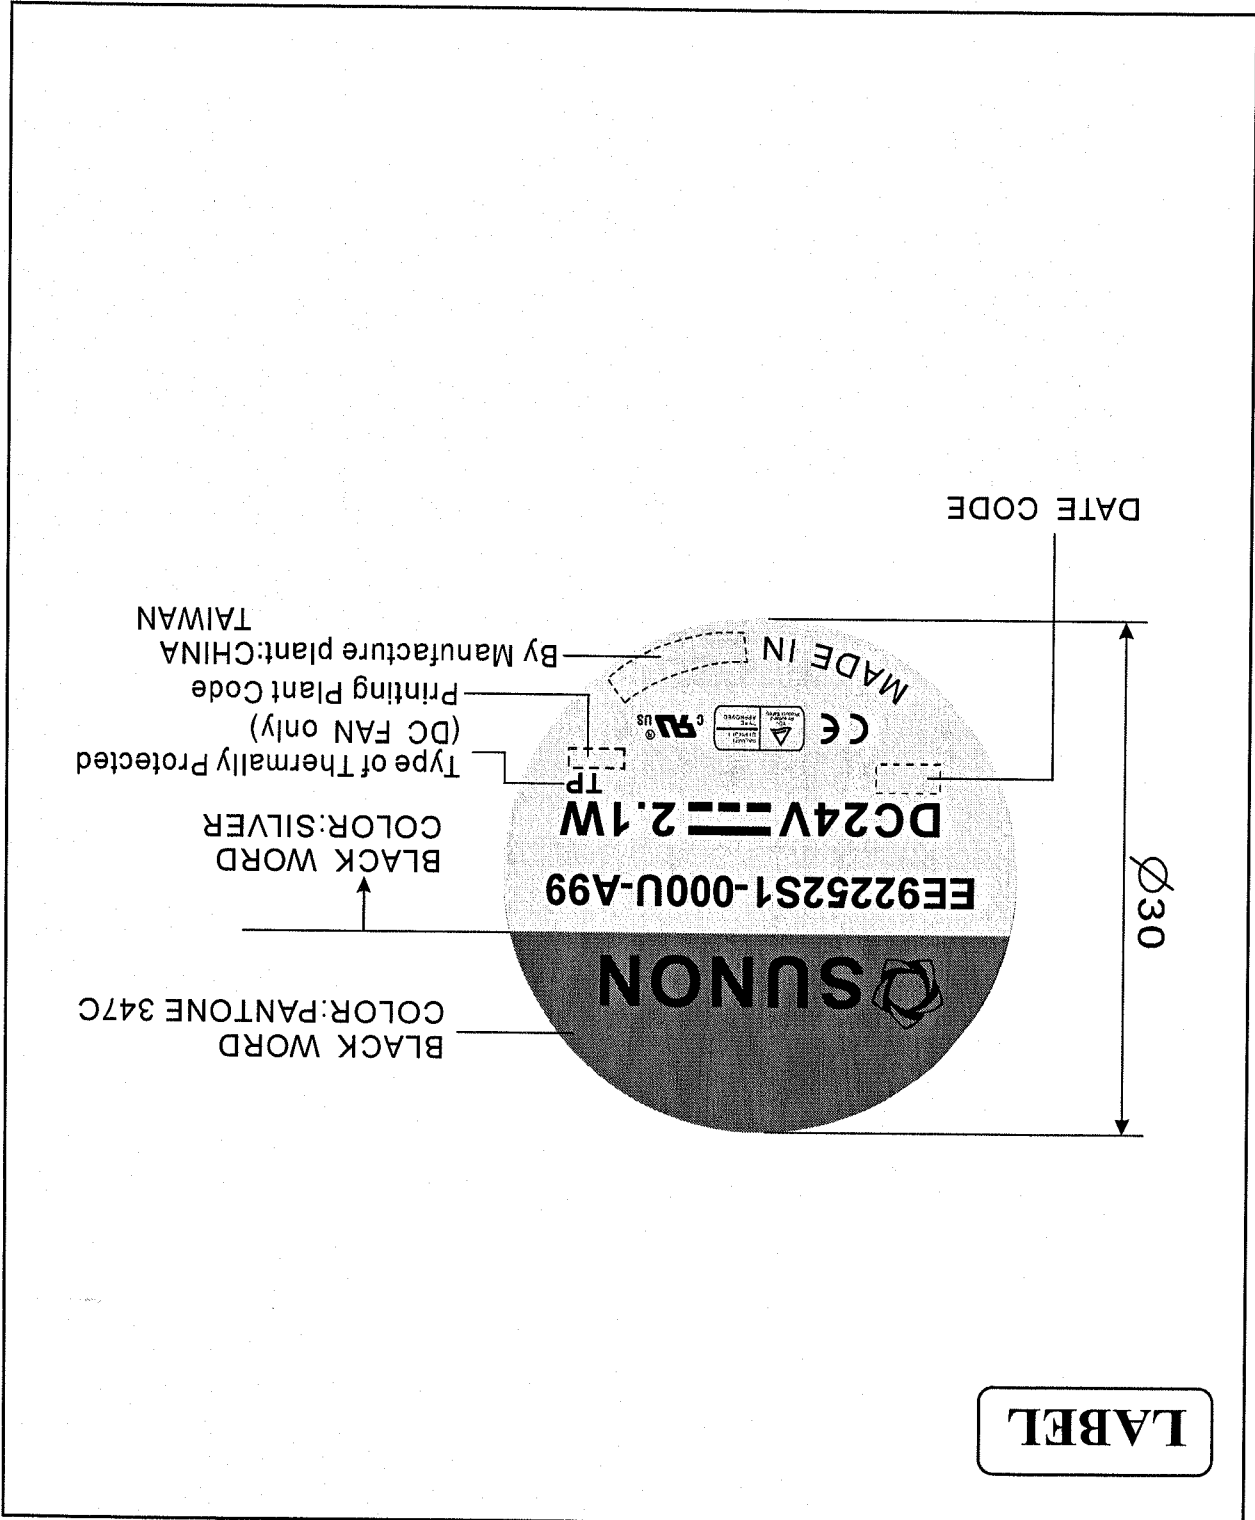 LABEL
BLACK WORD
COLOR:PANTONE 347C
SUNON
EE92252S1-000U-A99
DC24V 2.1W
TP
CE
C US ®
MADE IN
Ø30
BLACK WORD
COLOR:SILVER
Type of Thermally Protected
(DC FAN only)
Printing Plant Code
By Manufacture plant:CHINA
TAIWAN
DATE CODE